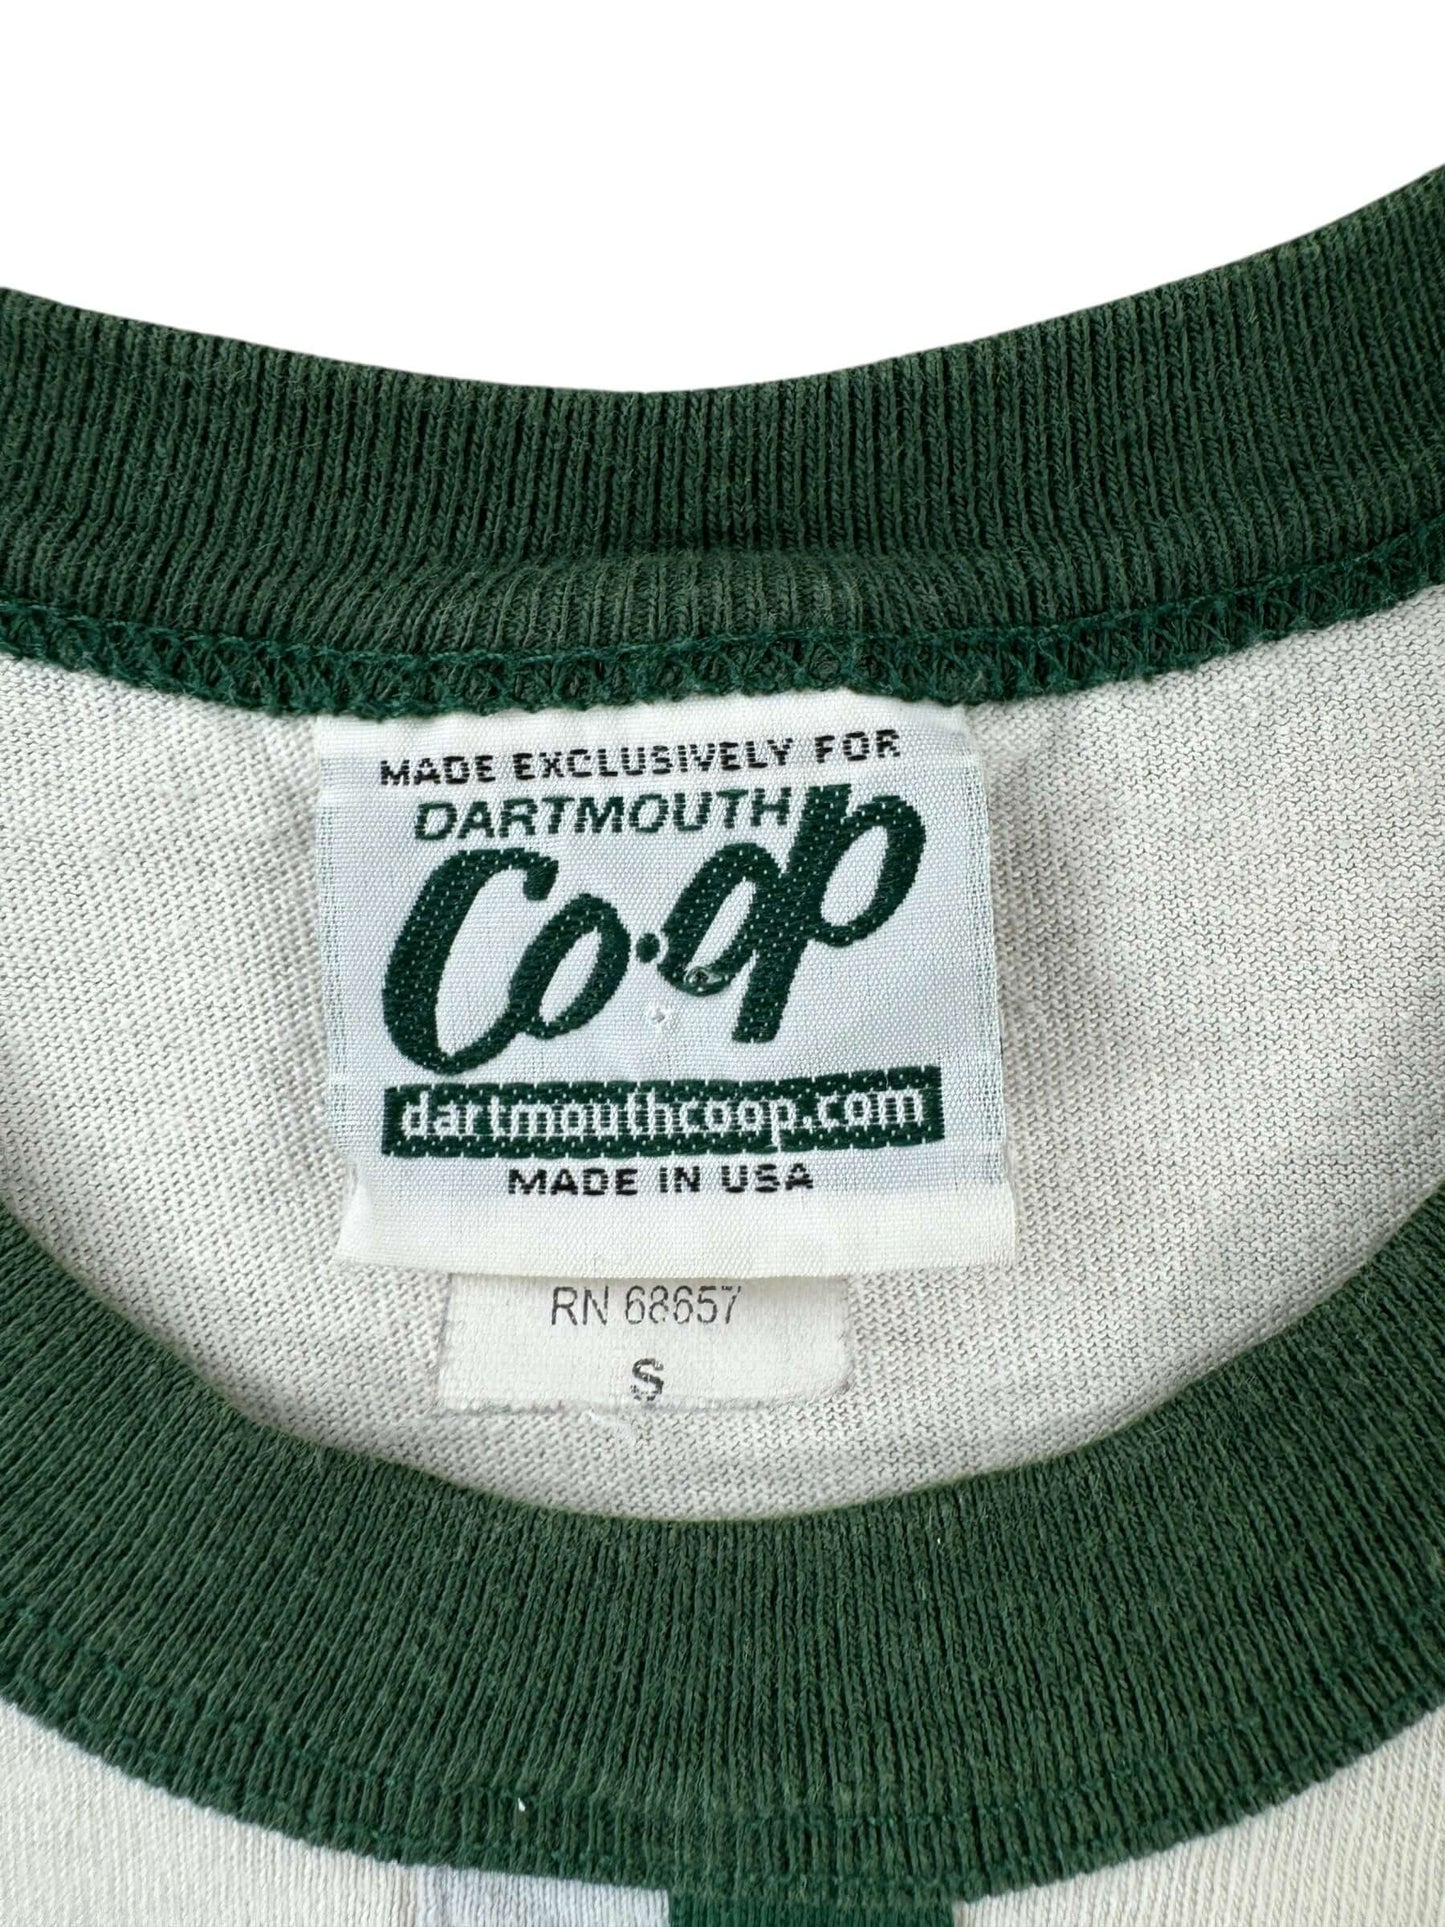 MADE EXCLUSIVELY FOR
DARTMOUTH
Co·op
dartmouthcoop.com
MADE IN USA
RN 68657
S